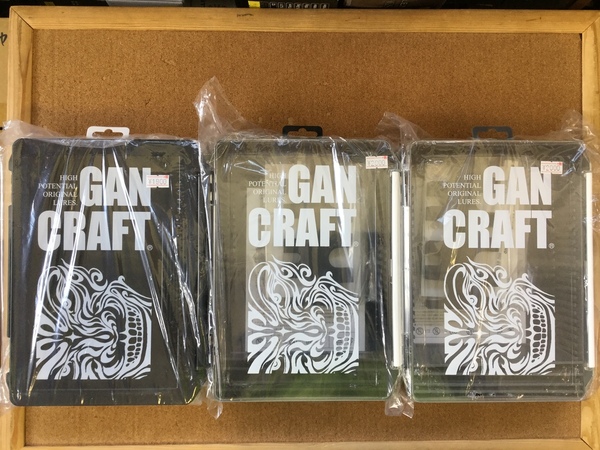 HIGH
POTENTIAL
ORIGINAL
LURES
GAN
CRAFT®
HIGH
POTENTIAL
ORIGINAL
LURES
GAN
CRAFT
HIGH
POTENTIAL
ORIGINAL
LURES
GAN
CRAFT®